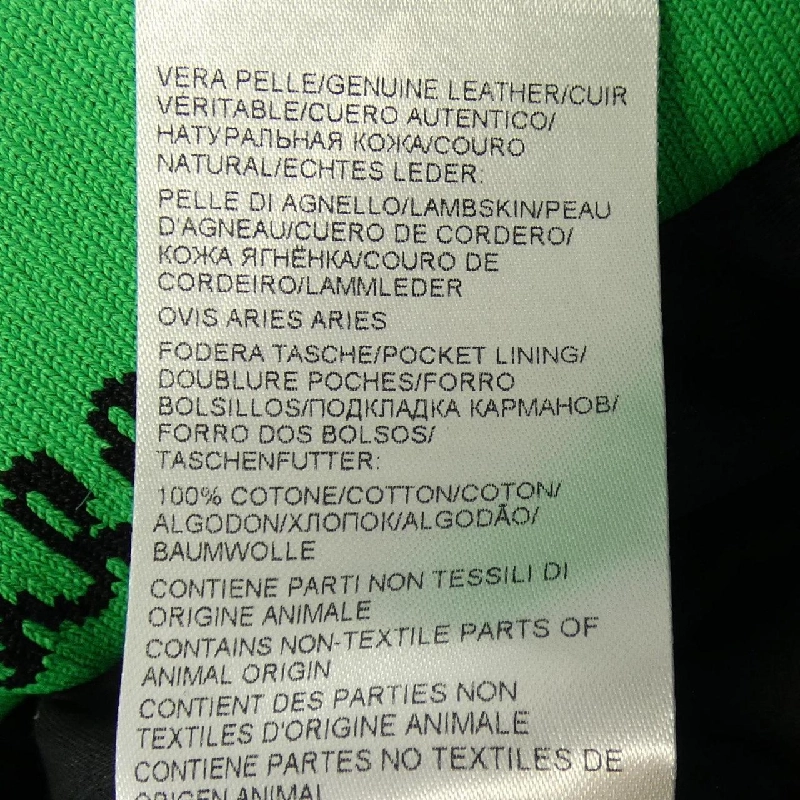 VERA PELLE/GENUINE LEATHER/CUIR
VÉRITABLE/CUERO AUTENTICO/
НАТУРАЛЬНАЯ КОЖА/COURO
NATURAL/ECHTES LEDER:
PELLE DI AGNELLO/LAMBSKIN/PEAU
D'AGNEAU/CUERO DE CORDERO/
КОЖА ЯГНЁНКА/COURO DE
CORDEIRO/LAMMLEDER
OVIS ARIES ARIES
FODERA TASCHE/POCKET LINING/
DOUBLURE POCHES/FORRO
BOLSILLOS/ПОДКЛАДКА КАРМАНОВ/
FORRO DOS BOLSOS/
TASCHENFUTTER:
100% COTONE/COTTON/COTON/
ALGODON/ХЛОПОК/ALGODÃO/
BAUMWOLLE
CONTIENE PARTI NON TESSILI DI
ORIGINE ANIMALE
CONTAINS NON-TEXTILE PARTS OF
ANIMAL ORIGIN
CONTIENT DES PARTIES NON
TEXTILES D'ORIGINE ANIMALE
CONTIENE PARTES NO TEXTILES DE
ORIGEN ANIMAL